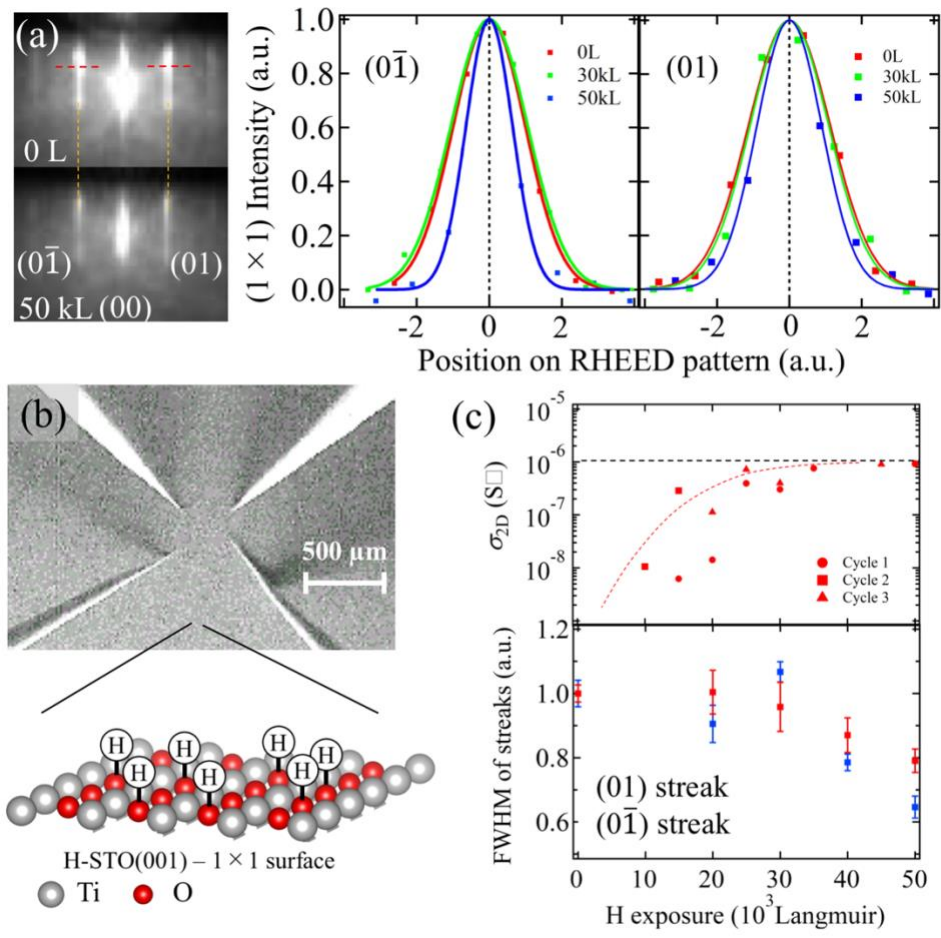 (a)
0 L
(01̅)
(01)
50 kL (00)
(1 × 1) Intensity (a.u.)
1.0
0.8
0.6
0.4
0.2
0.0
(01̅)
0L
30kL
50kL
(01)
0L
30kL
50kL
-2 0 2
-2 0 2
Position on RHEED pattern (a.u.)
(b)
500 μm
H H H H
H H H
H-STO(001) – 1 × 1 surface
Ti O
(c)
σ2D (S□)
10⁻⁵
10⁻⁶
10⁻⁷
10⁻⁸
Cycle 1
Cycle 2
Cycle 3
FWHM of streaks (a.u.)
1.2
1.0
0.8
0.6
(01) streak
(01̅) streak
0 10 20 30 40 50
H exposure (10³Langmuir)